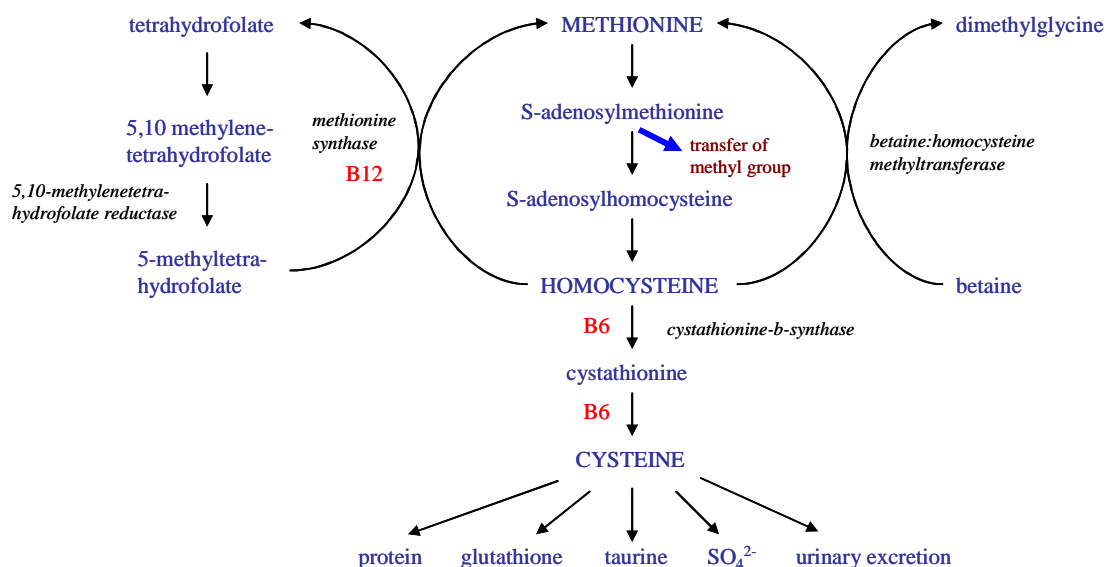 tetrahydrofolate
METHIONINE
dimethylglycine
5,10 methylene-
tetrahydrofolate
methionine
synthase
B12
S-adenosylmethionine
transfer of
methyl group
betaine:homocysteine
methyltransferase
5,10-methylenetetra-
hydrofolate reductase
S-adenosylhomocysteine
5-methyltetra-
hydrofolate
HOMOCYSTEINE
betaine
B6
cystathionine-b-synthase
cystathionine
B6
CYSTEINE
protein
glutathione
taurine
SO₄²⁻
urinary excretion